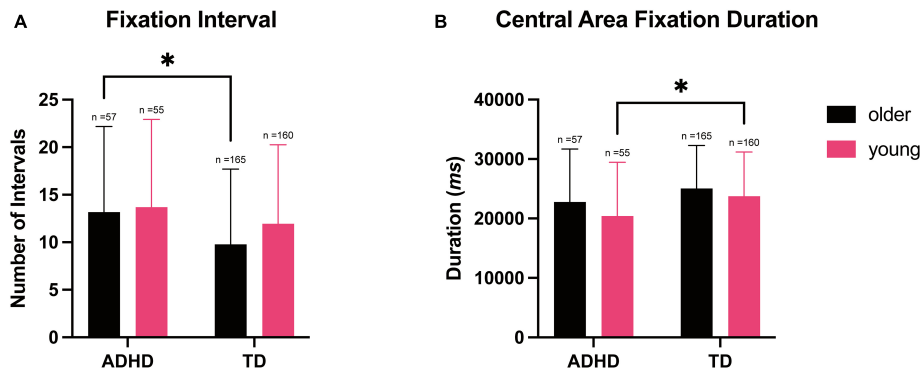 A
Fixation Interval
*
Number of Intervals
25
20
15
10
5
0
n =57
n =55
n =165
n =160
ADHD
TD
B
Central Area Fixation Duration
*
Duration (ms)
40000
30000
20000
10000
0
n =57
n =55
n =165
n =160
ADHD
TD
older
young